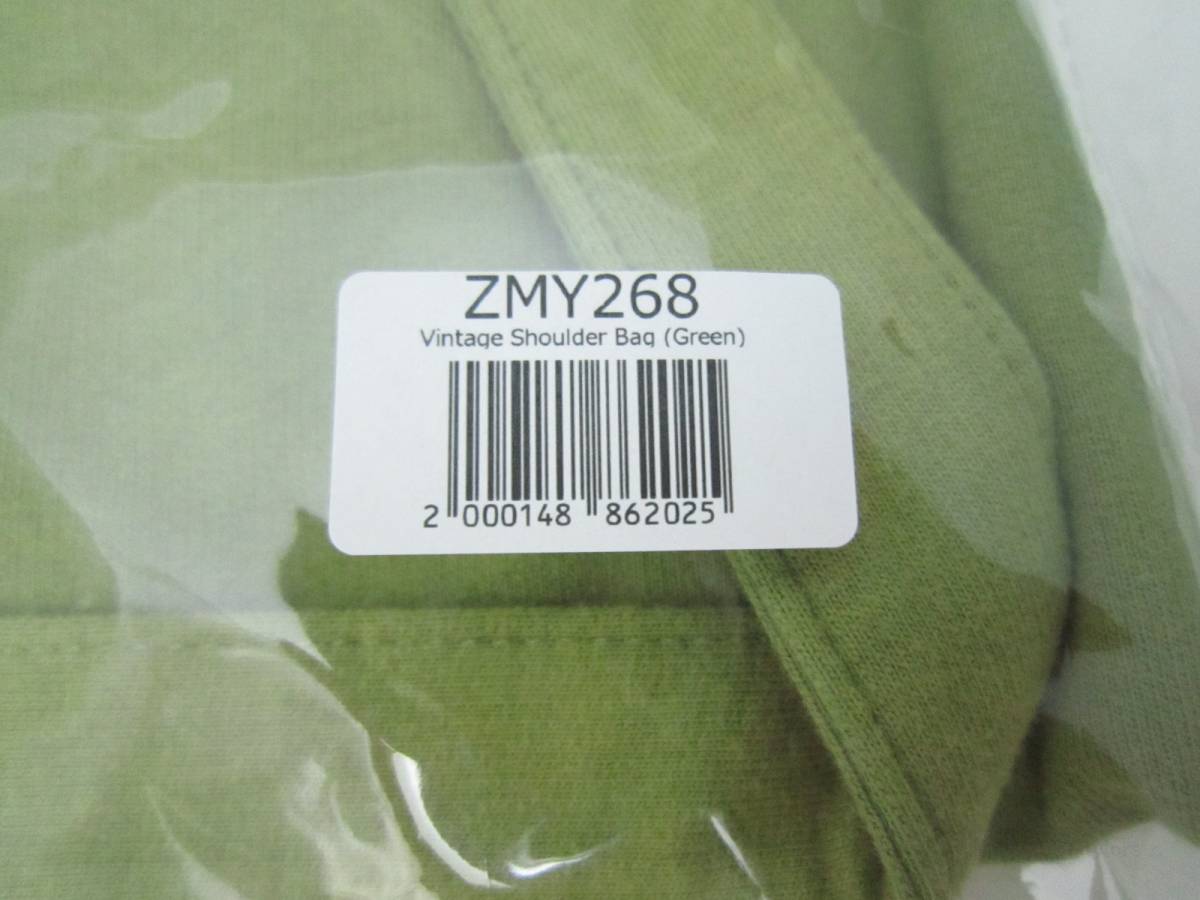 ZMY268
Vintage Shoulder Bag (Green)
2 000148 862025